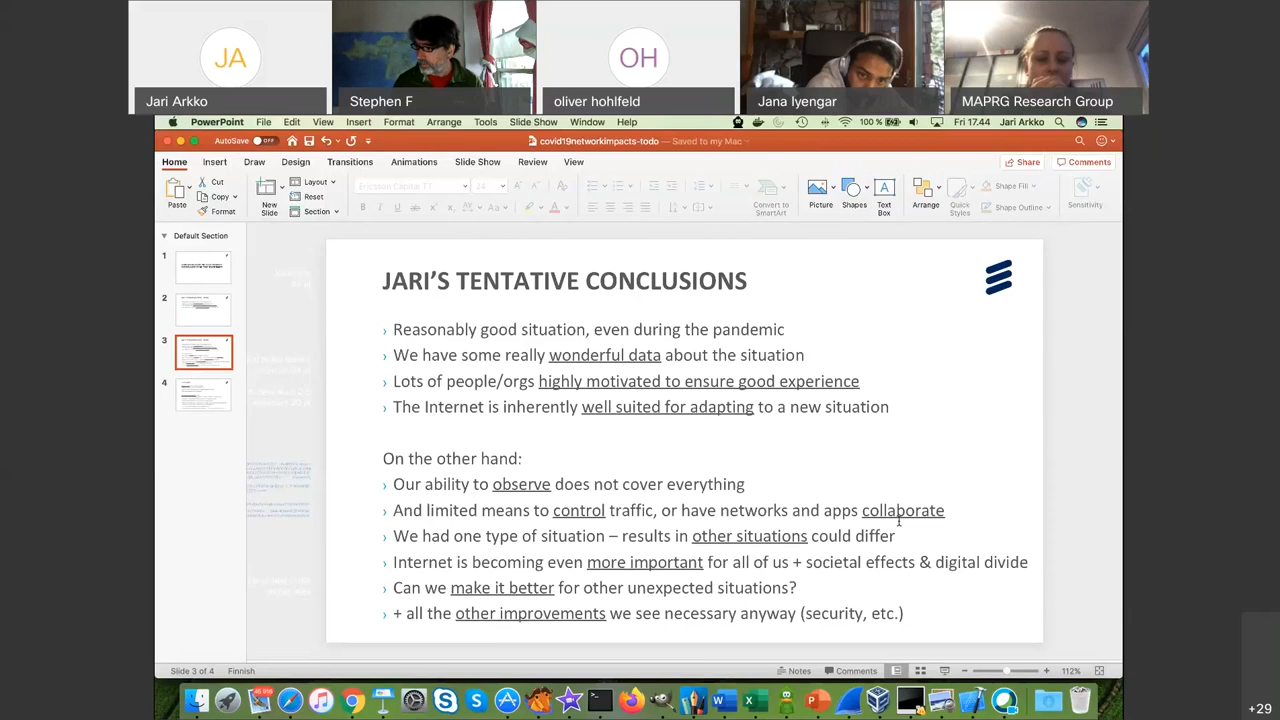 JA
OH
Jari Arkko
Stephen F
oliver hohlfeld
Jana Iyengar
MAPRG Research Group
PowerPoint File Edit View Insert Format Arrange Tools Slide Show Window Help 100 % Fri 17.44 Jari Arkko
AutoSave OFF covid19networkimpacts-todo — Saved to my Mac
Home Insert Draw Design Transitions Animations Slide Show Review View Share Comments
Paste Cut Copy Format New Slide Layout Reset Section Convert to SmartArt Picture Shapes Text Box Arrange Quick Styles Shape Fill Shape Outline Sensitivity
Default Section
1
2
3
4
JARI'S TENTATIVE CONCLUSIONS
› Reasonably good situation, even during the pandemic
› We have some really wonderful data about the situation
› Lots of people/orgs highly motivated to ensure good experience
› The Internet is inherently well suited for adapting to a new situation
On the other hand:
› Our ability to observe does not cover everything
› And limited means to control traffic, or have networks and apps collaborate
› We had one type of situation – results in other situations could differ
› Internet is becoming even more important for all of us + societal effects & digital divide
› Can we make it better for other unexpected situations?
› + all the other improvements we see necessary anyway (security, etc.)
Slide 3 of 4 Finnish Notes Comments 112%
+29